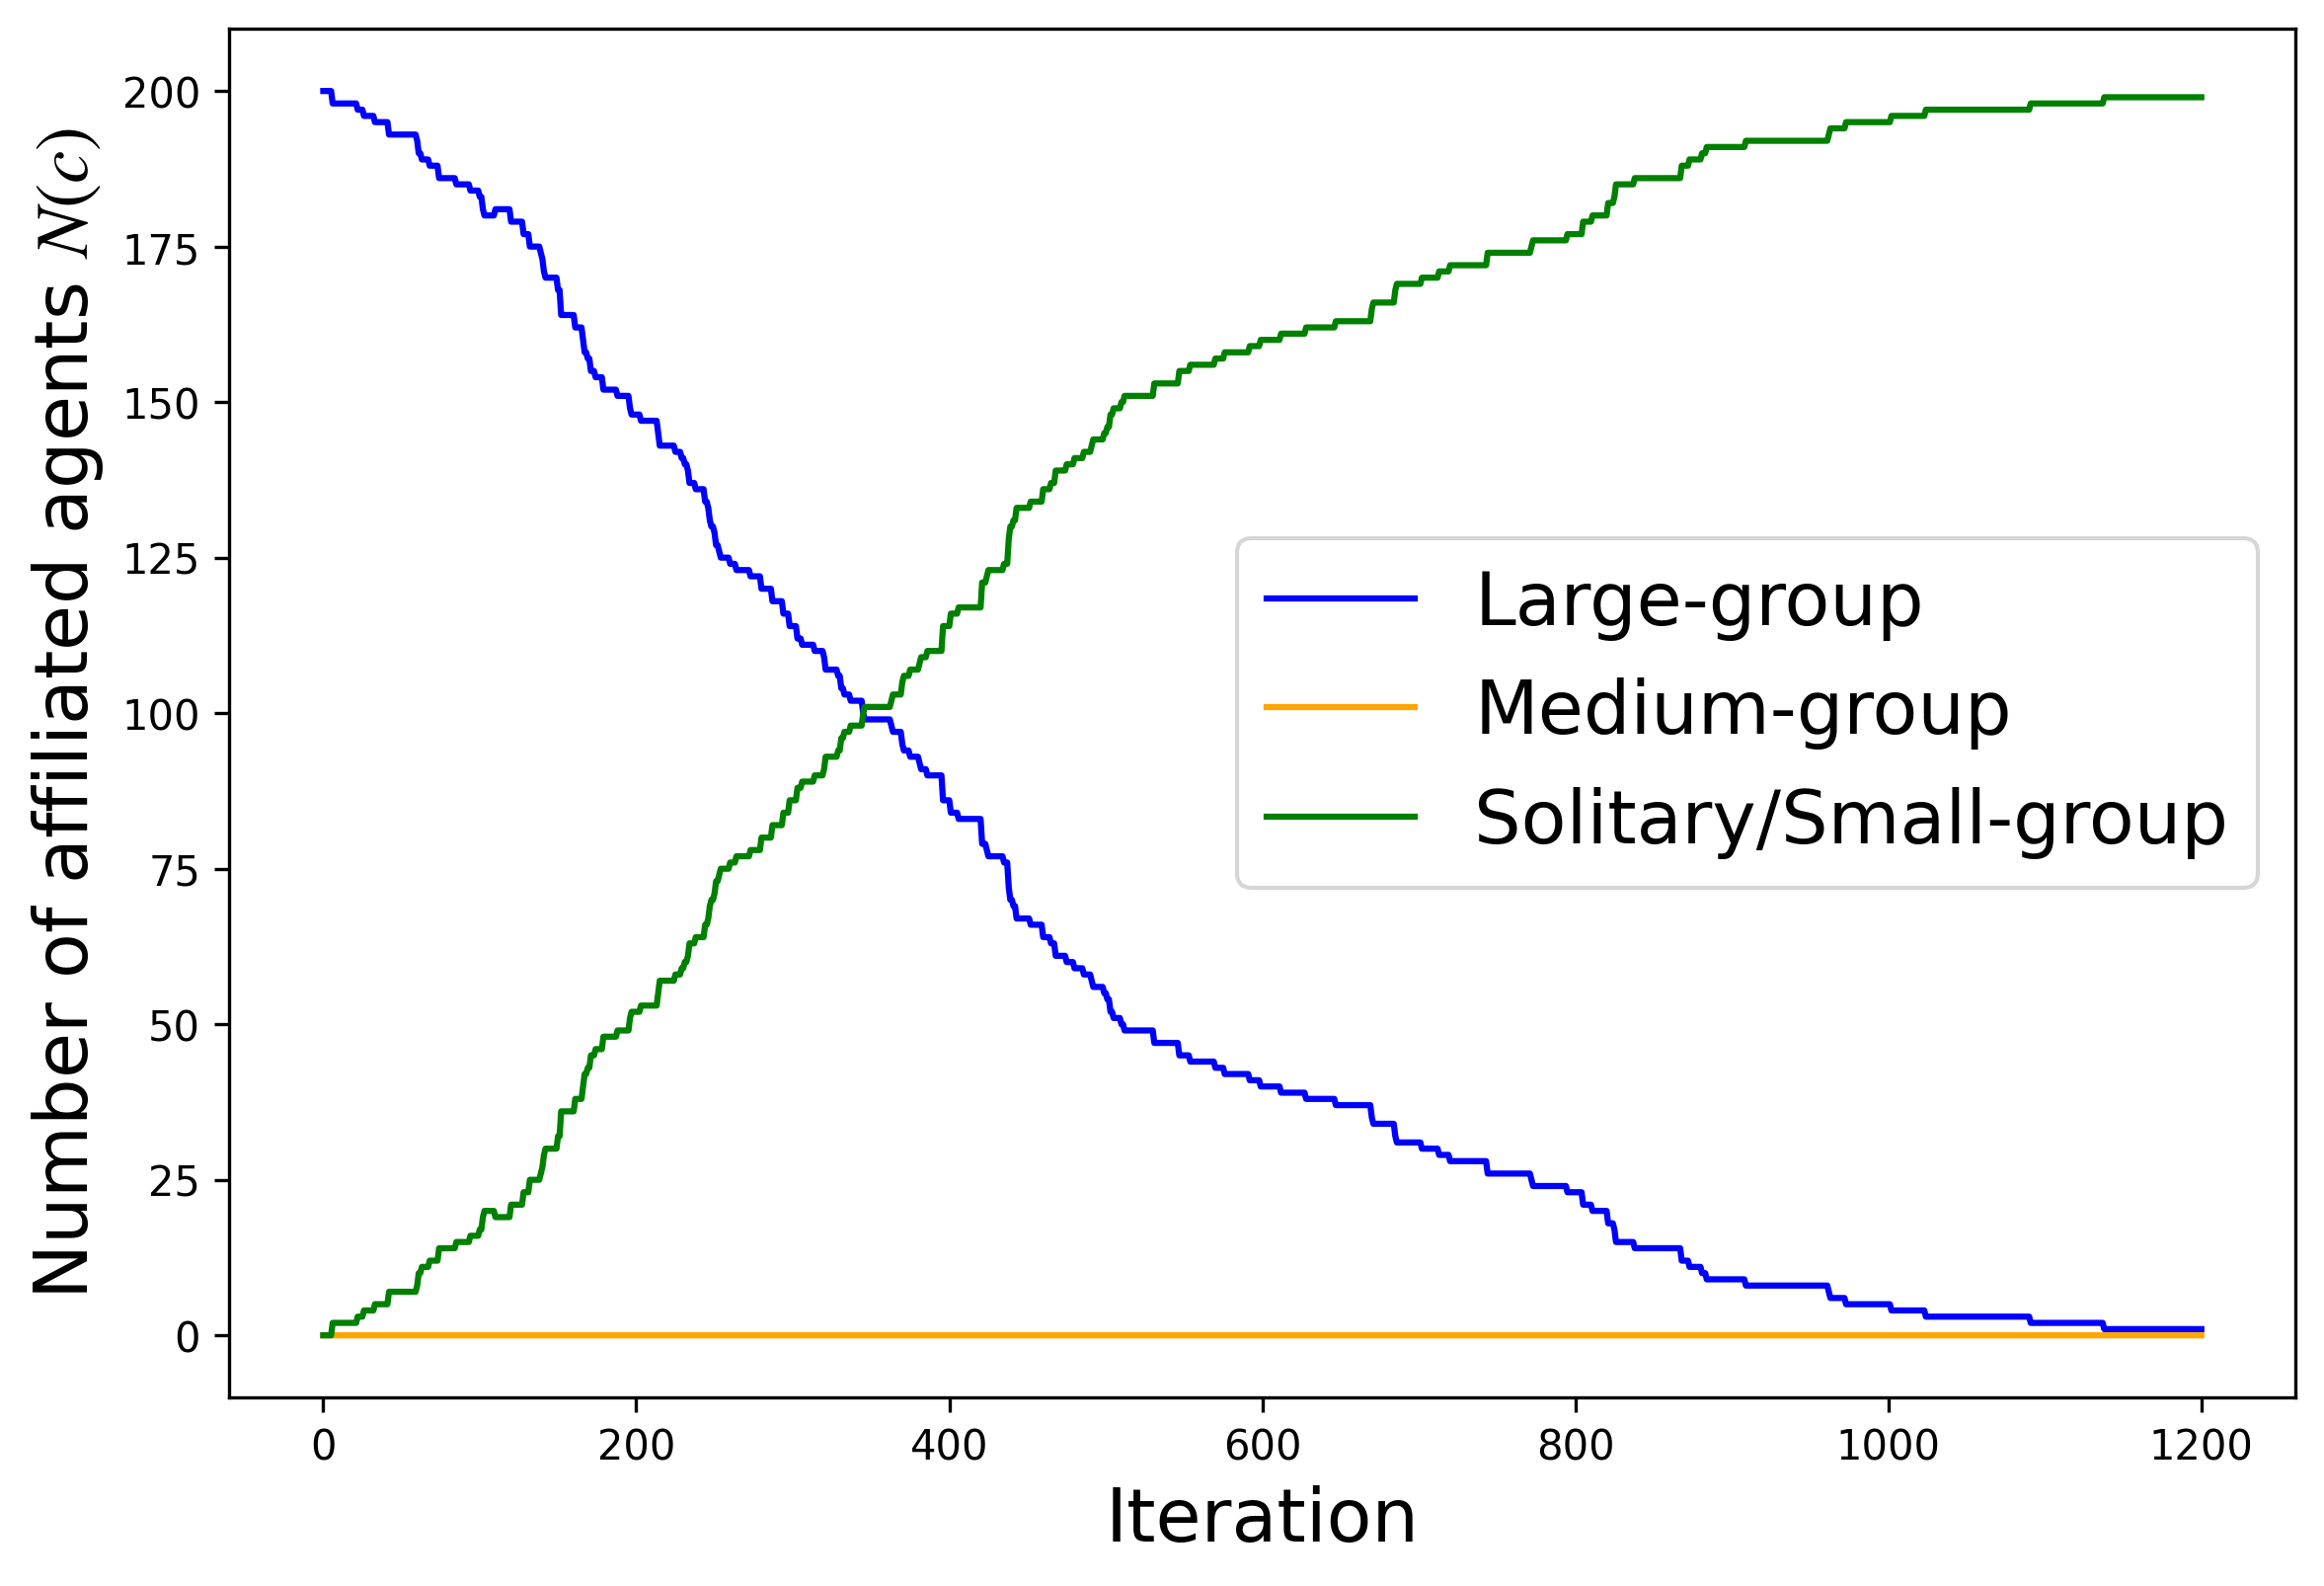 Number of affiliated agents N(c)
200
175
150
125
100
75
50
25
0
0 200 400 600 800 1000 1200
Iteration
Large-group
Medium-group
Solitary/Small-group